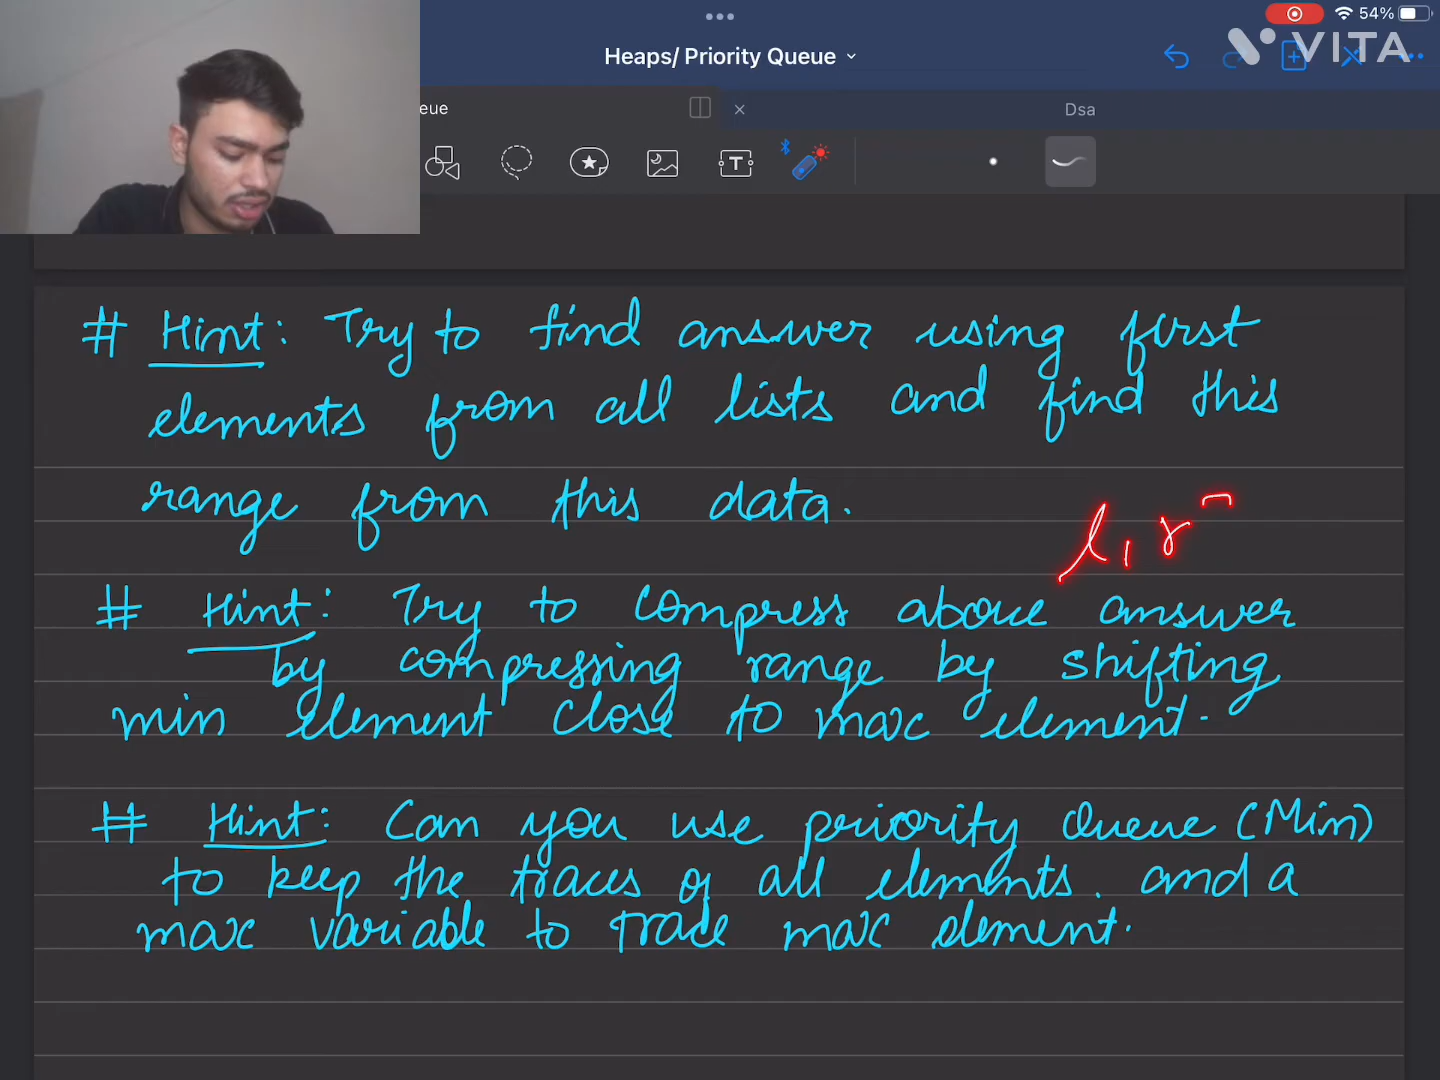 54%
VITA
Heaps/ Priority Queue
eue
Dsa
T
# Hint: Try to find answer using first
elements from all lists and find this
range from this data.
l, r
# Hint: Try to compress above answer
by compressing range by shifting
min element close to max element.
# Hint: Can you use priority Queue (Min)
to keep the traces of all elements. and a
max variable to trace max element.